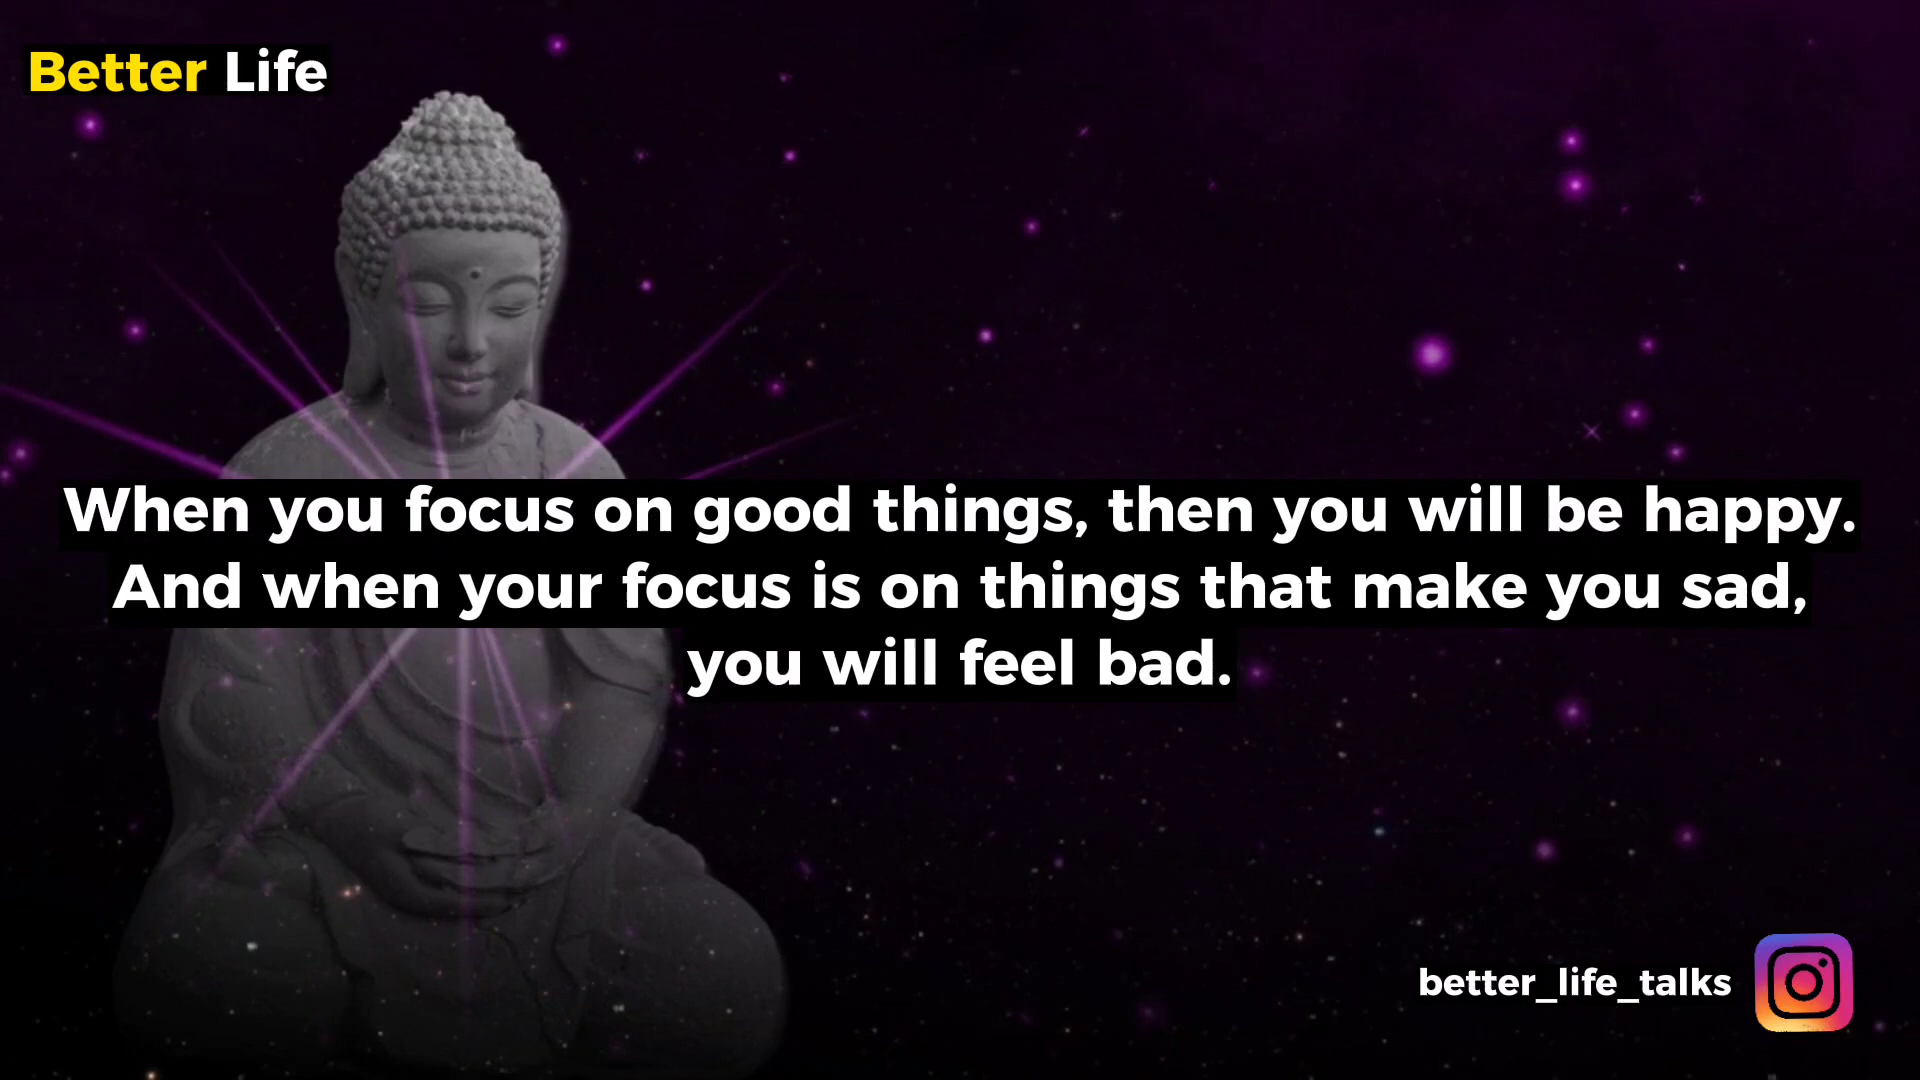 Better Life
When you focus on good things, then you will be happy.
And when your focus is on things that make you sad,
you will feel bad.
better_life_talks